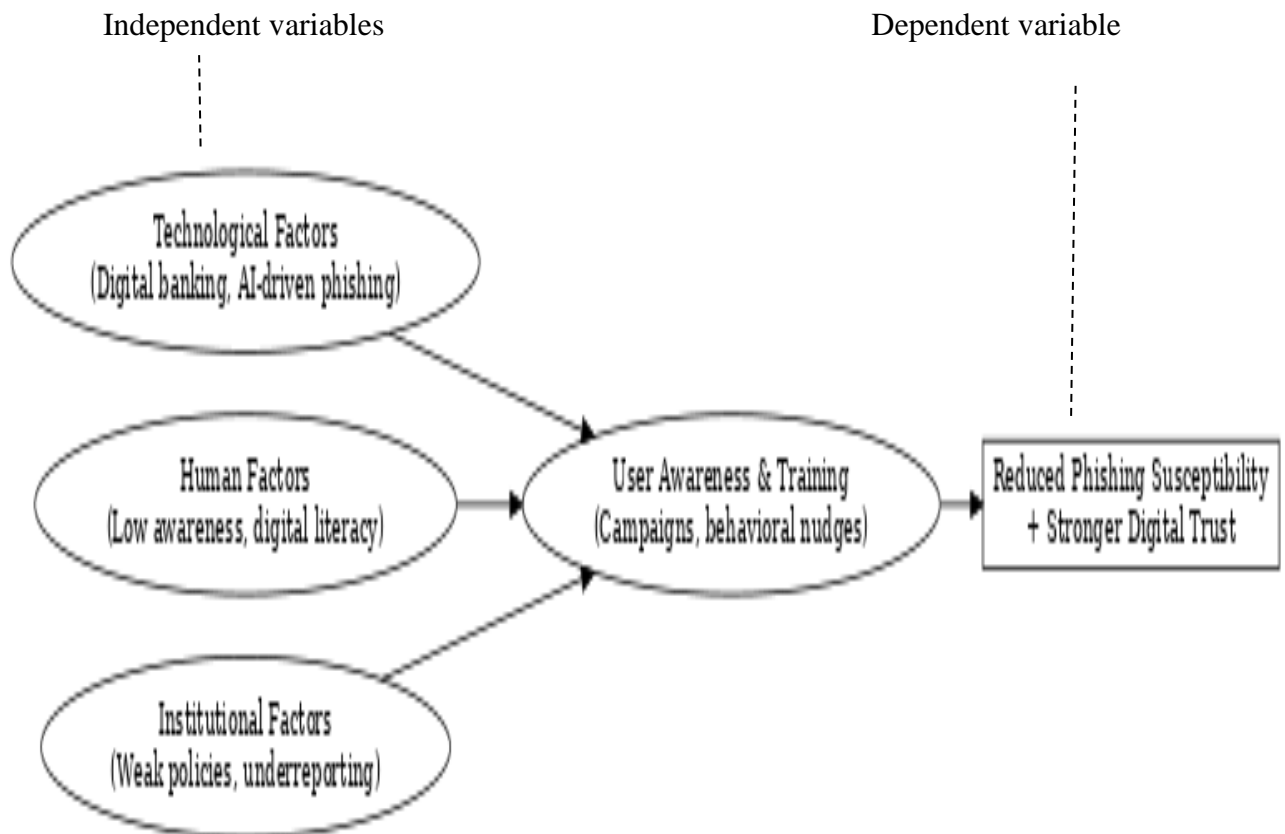 Independent variables
Dependent variable
Technological Factors
(Digital banking, AI-driven phishing)
Human Factors
(Low awareness, digital literacy)
User Awareness & Training
(Campaigns, behavioral nudges)
Reduced Phishing Susceptibility
+ Stronger Digital Trust
Institutional Factors
(Weak policies, underreporting)